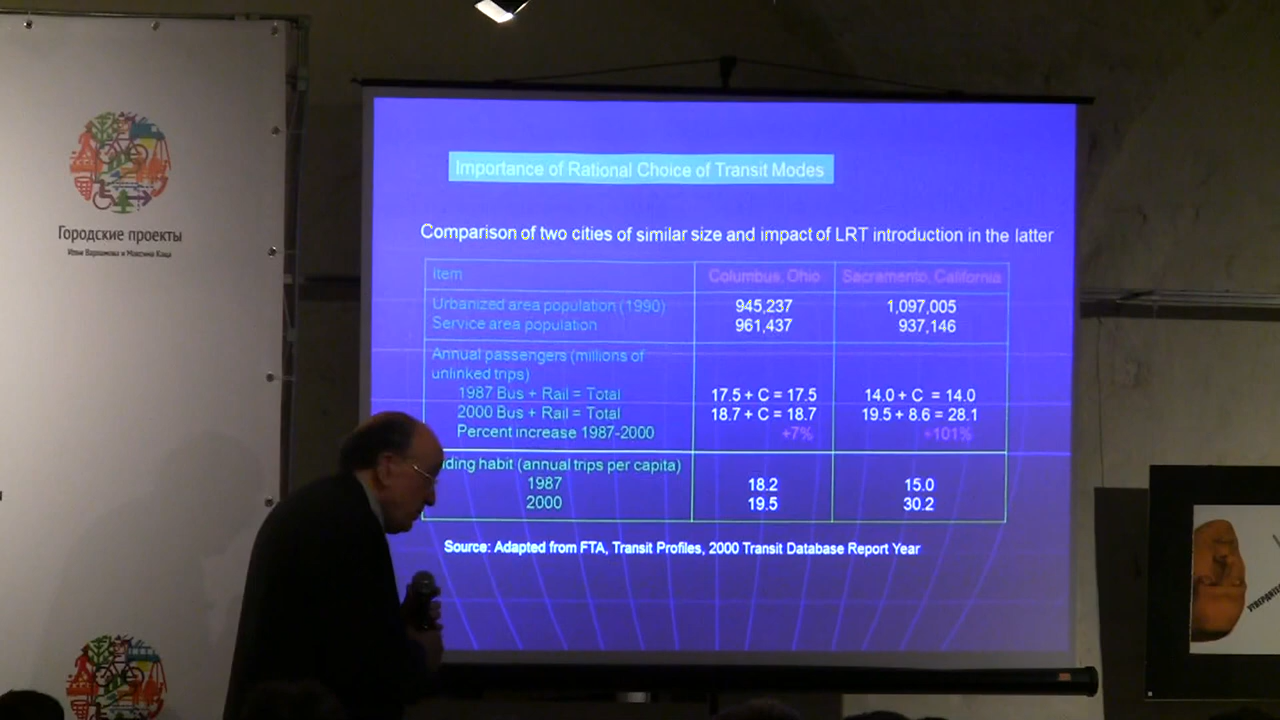 Городские проекты
Ильи Варламова и Максима Каца
Importance of Rational Choice of Transit Modes
Comparison of two cities of similar size and impact of LRT introduction in the latter
Item Columbus, Ohio Sacramento, California
Urbanized area population (1990) 945,237 1,097,005
Service area population 961,437 937,146
Annual passengers (millions of
unlinked trips)
1987 Bus + Rail = Total 17.5 + C = 17.5 14.0 + C = 14.0
2000 Bus + Rail = Total 18.7 + C = 18.7 19.5 + 8.6 = 28.1
Percent increase 1987-2000 +7% +101%
habit (annual trips per capita)
1987 18.2 15.0
2000 19.5 30.2
Source: Adapted from FTA, Transit Profiles, 2000 Transit Database Report Year